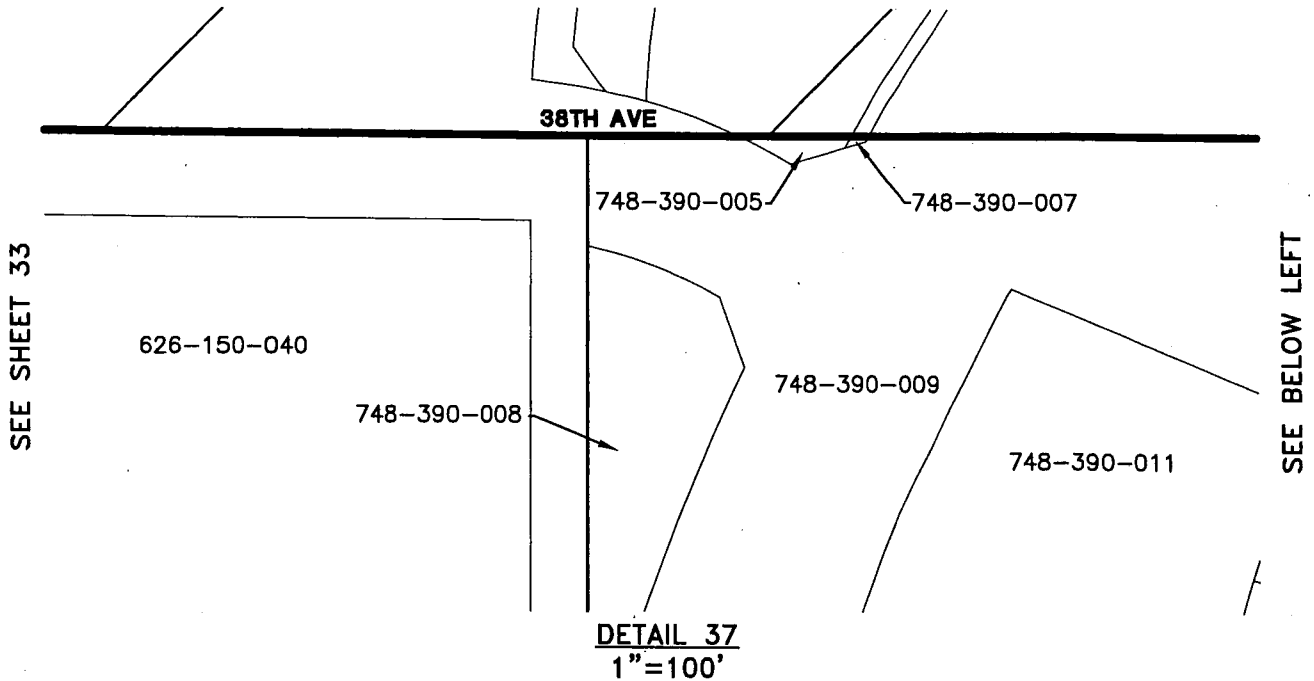 38TH AVE
748-390-005
748-390-007
SEE SHEET 33
SEE BELOW LEFT
626-150-040
748-390-009
748-390-008
748-390-011
DETAIL 37
1"=100'